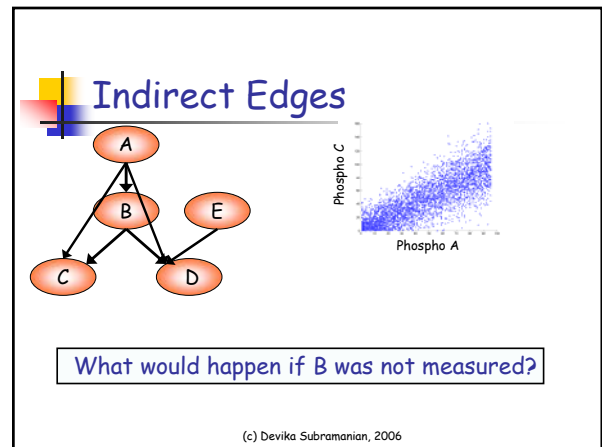 Indirect Edges
A
B
E
C
D
Phospho C
Phospho A
What would happen if B was not measured?
(c) Devika Subramanian, 2006